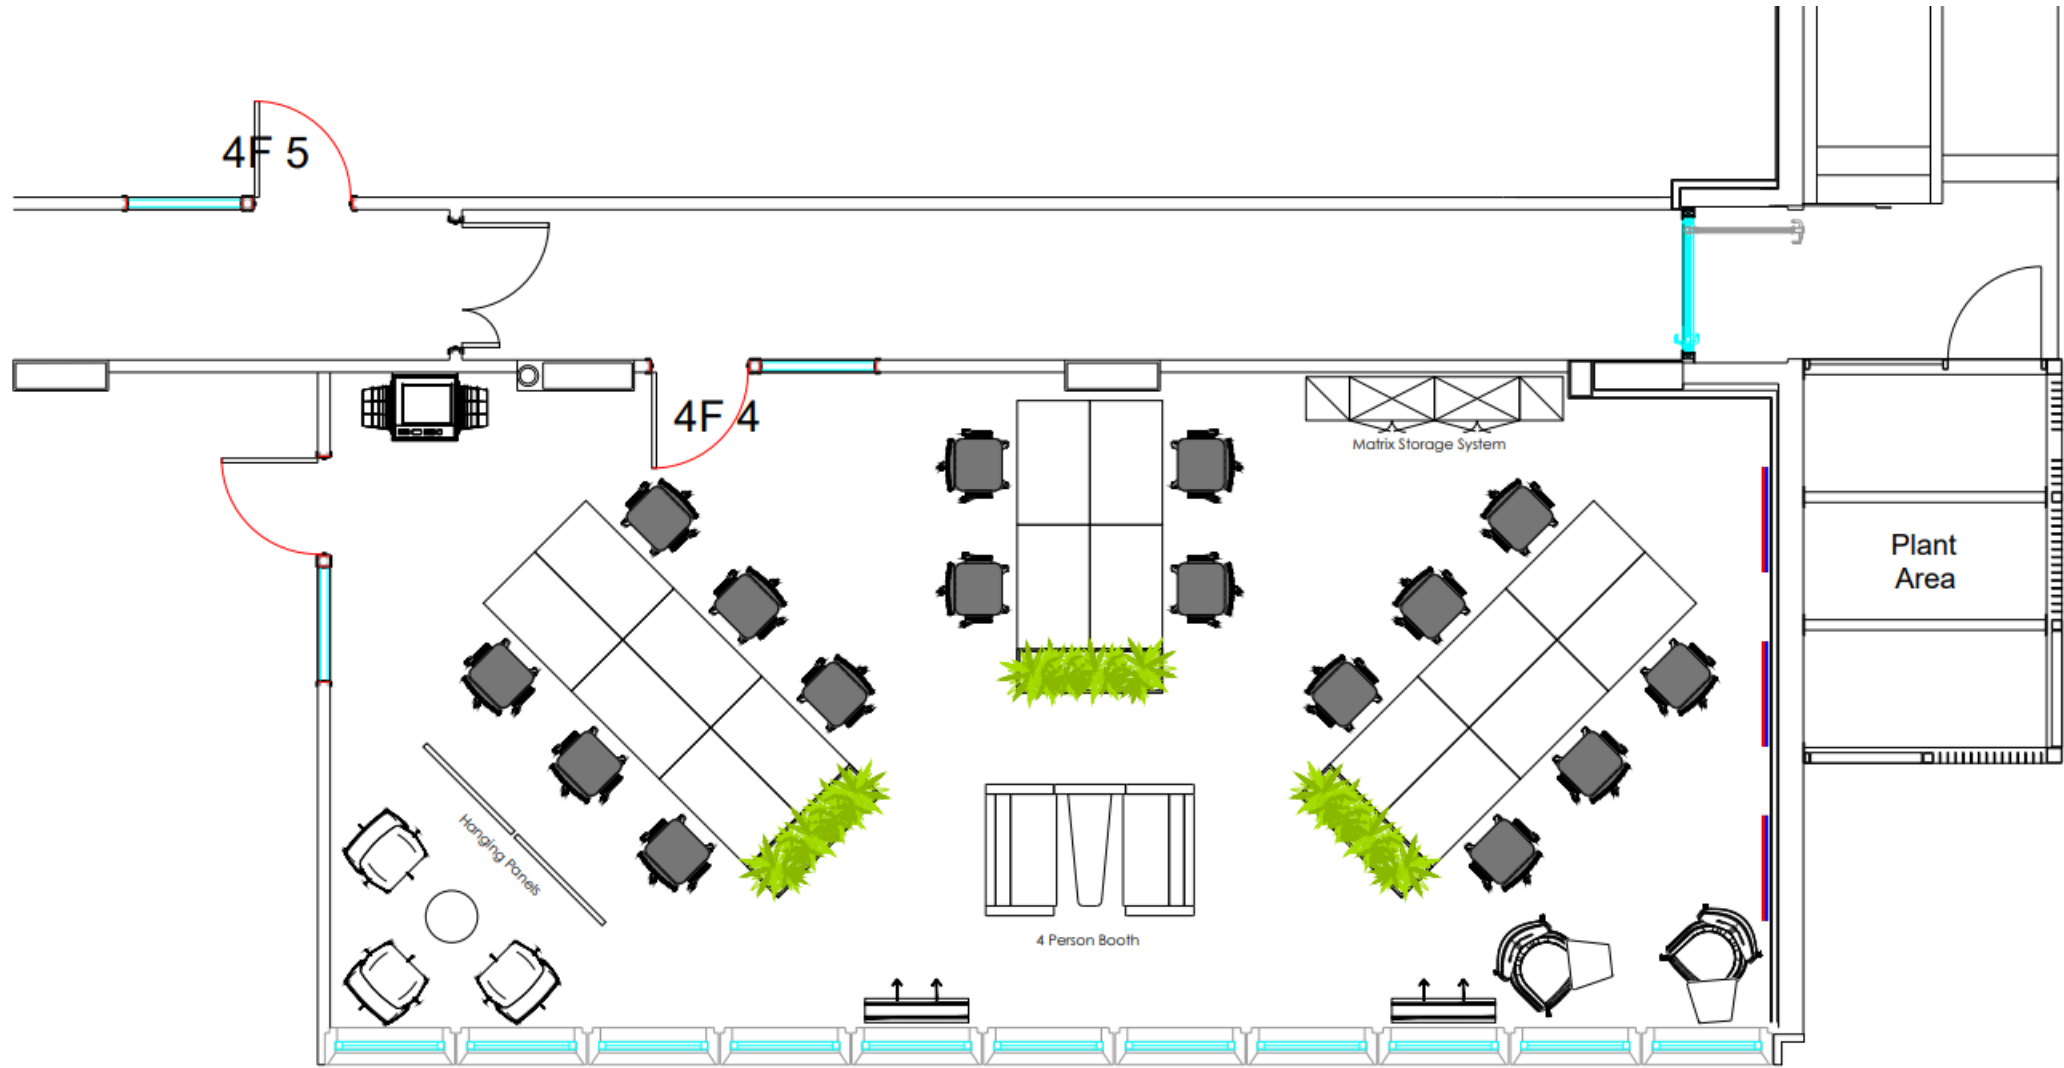 4F 5
4F 4
Matrix Storage System
Plant
Area
Hanging Panels
4 Person Booth